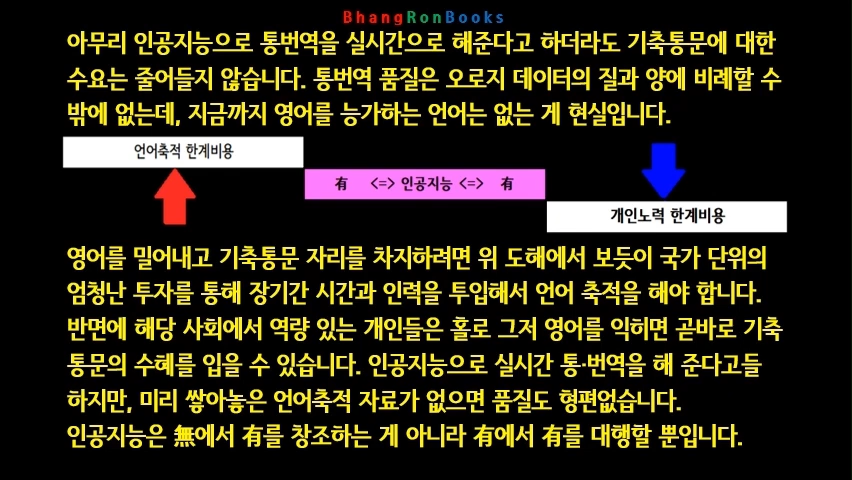 BhangRonBooks
아무리 인공지능으로 통번역을 실시간으로 해준다고 하더라도 기축통문에 대한
수요는 줄어들지 않습니다. 통번역 품질은 오로지 데이터의 질과 양에 비례할 수
밖에 없는데, 지금까지 영어를 능가하는 언어는 없는 게 현실입니다.
언어축적 한계비용
有 <=> 인공지능 <=> 有
개인노력 한계비용
영어를 밀어내고 기축통문 자리를 차지하려면 위 도해에서 보듯이 국가 단위의
엄청난 투자를 통해 장기간 시간과 인력을 투입해서 언어 축적을 해야 합니다.
반면에 해당 사회에서 역량 있는 개인들은 홀로 그저 영어를 익히면 곧바로 기축
통문의 수혜를 입을 수 있습니다. 인공지능으로 실시간 통·번역을 해 준다고들
하지만, 미리 쌓아놓은 언어축적 자료가 없으면 품질도 형편없습니다.
인공지능은 無에서 有를 창조하는 게 아니라 有에서 有를 대행할 뿐입니다.